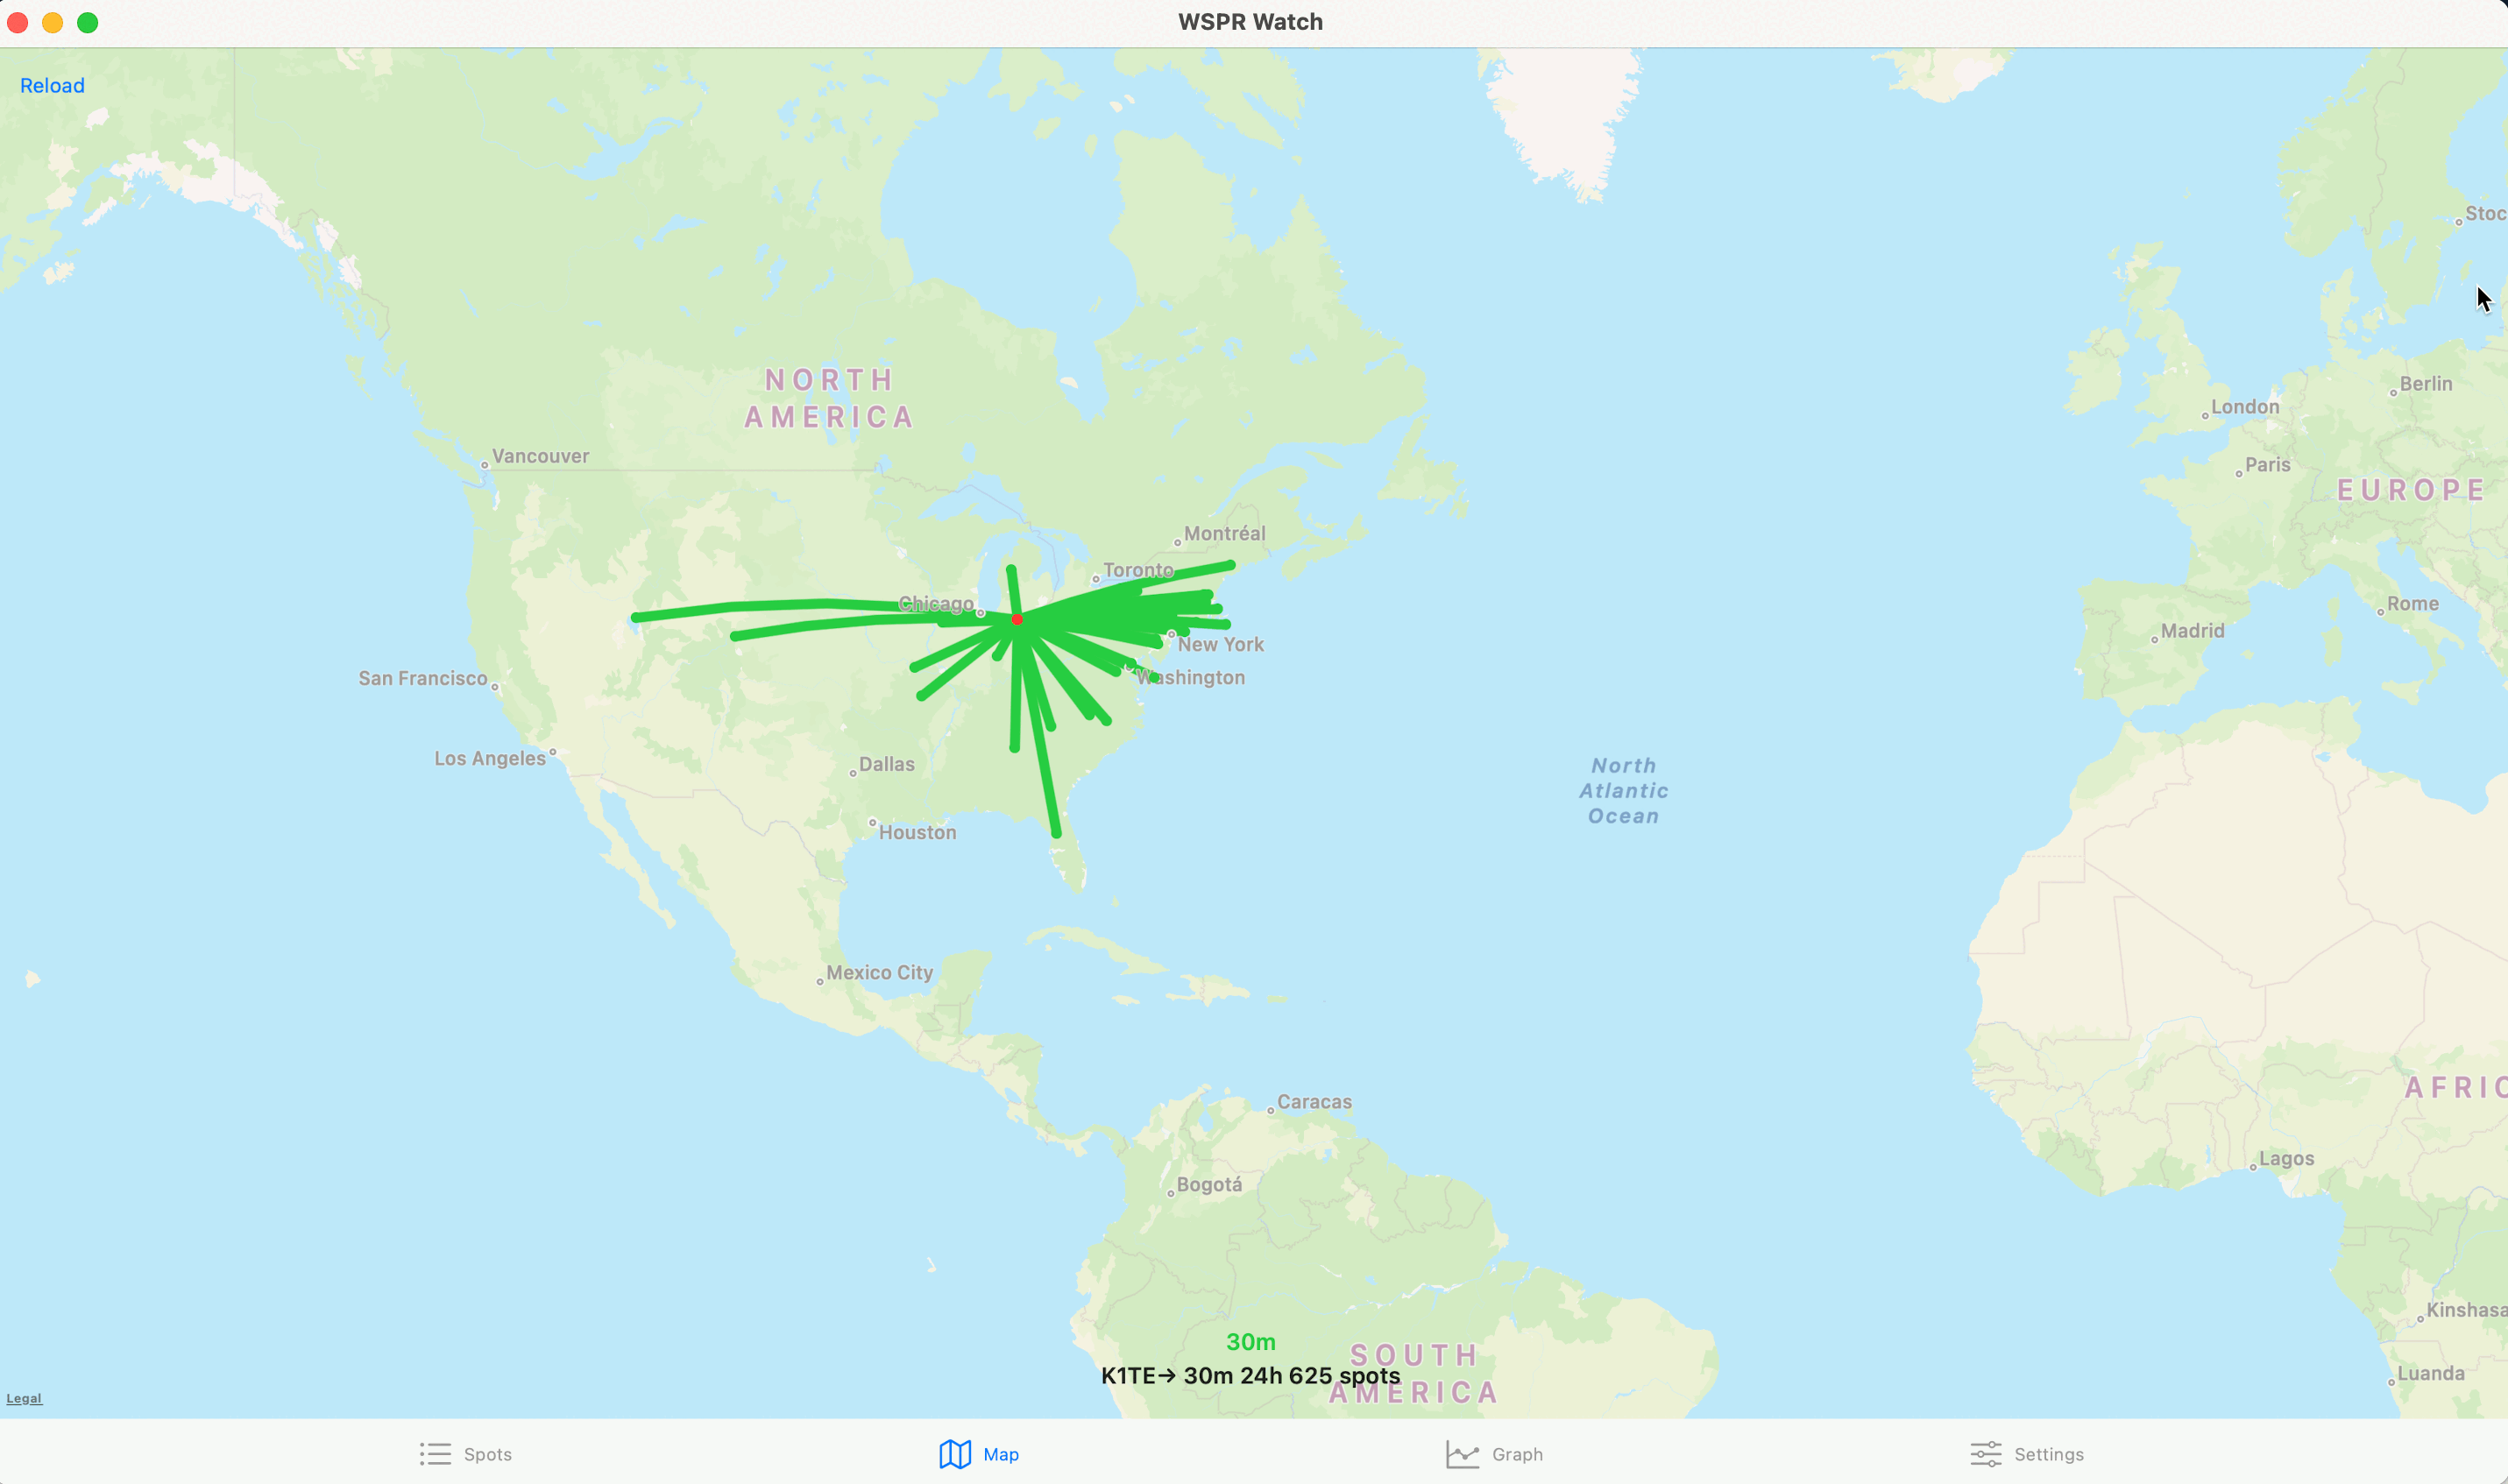 WSPR Watch
Reload
Stoc
NORTH
AMERICA
Berlin
London
Vancouver
Paris
EUROPE
Montréal
Toronto
Chicago
Rome
Madrid
New York
San Francisco
Washington
Los Angeles
Dallas
North
Atlantic
Ocean
Houston
Mexico City
AFRIC
Caracas
Lagos
Bogotá
Kinshasa
30m
SOUTH
AMERICA
K1TE→ 30m 24h 625 spots
Luanda
Legal
Spots
Map
Graph
Settings